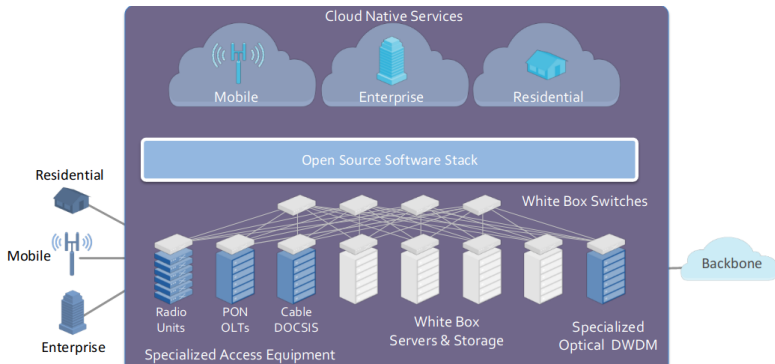 Cloud Native Services
Mobile
Enterprise
Residential
Open Source Software Stack
Residential
Mobile
Enterprise
White Box Switches
Radio
Units
PON
OLTs
Cable
DOCSIS
White Box
Servers & Storage
Specialized
Optical DWDM
Specialized Access Equipment
Backbone